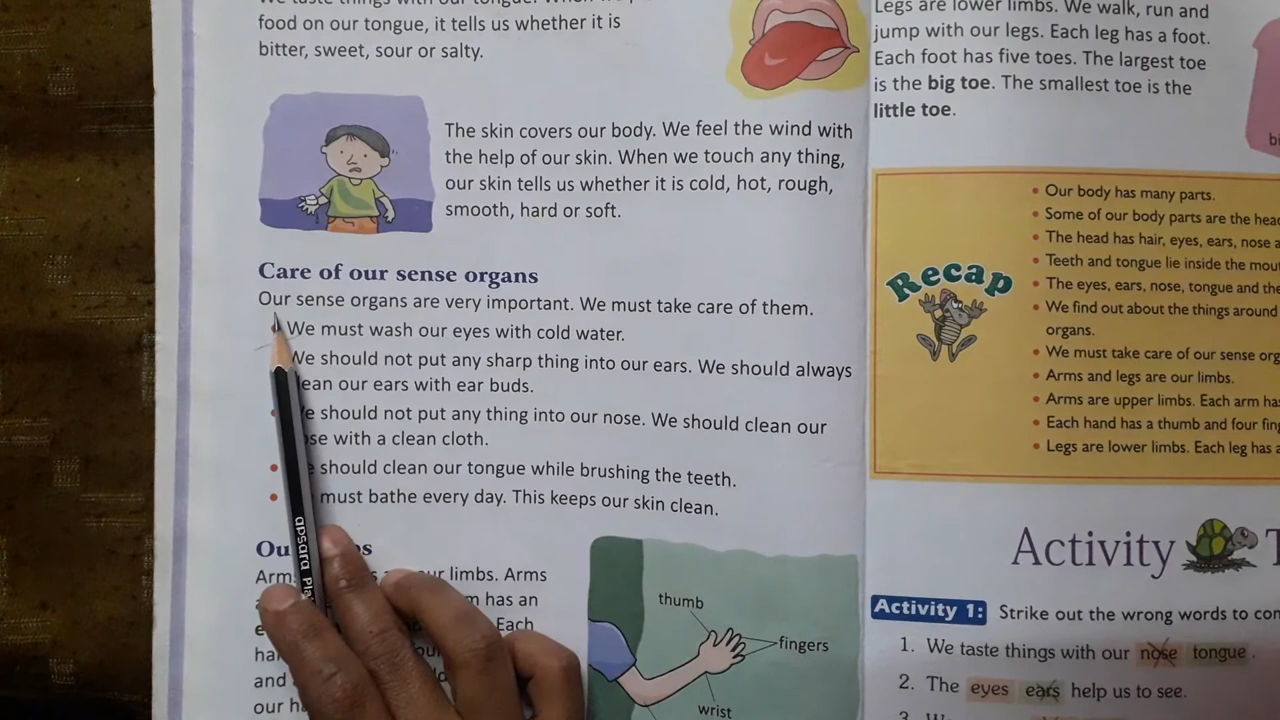 food on our tongue, it tells us whether it is
bitter, sweet, sour or salty.
The skin covers our body. We feel the wind with
the help of our skin. When we touch any thing,
our skin tells us whether it is cold, hot, rough,
smooth, hard or soft.
Care of our sense organs
Our sense organs are very important. We must take care of them.
We must wash our eyes with cold water.
We should not put any sharp thing into our ears. We should always
ean our ears with ear buds.
should not put any thing into our nose. We should clean our
se with a clean cloth.
should clean our tongue while brushing the teeth.
must bathe every day. This keeps our skin clean.
Ou
limbs. Arms
has an
Each
and
our
thumb
fingers
wrist
apsara
Legs are lower limbs. We walk, run and
jump with our legs. Each leg has a foot.
Each foot has five toes. The largest toe
is the big toe. The smallest toe is the
little toe.
Recap
• Our body has many parts.
• Some of our body parts are the head
• The head has hair, eyes, ears, nose a
• Teeth and tongue lie inside the mou
• The eyes, ears, nose, tongue and the
• We find out about the things around
organs.
• We must take care of our sense org
• Arms and legs are our limbs.
• Arms are upper limbs. Each arm ha
• Each hand has a thumb and four fing
• Legs are lower limbs. Each leg has a
Activity T
Activity 1: Strike out the wrong words to co
1. We taste things with our nose tongue.
2. The eyes ears help us to see.